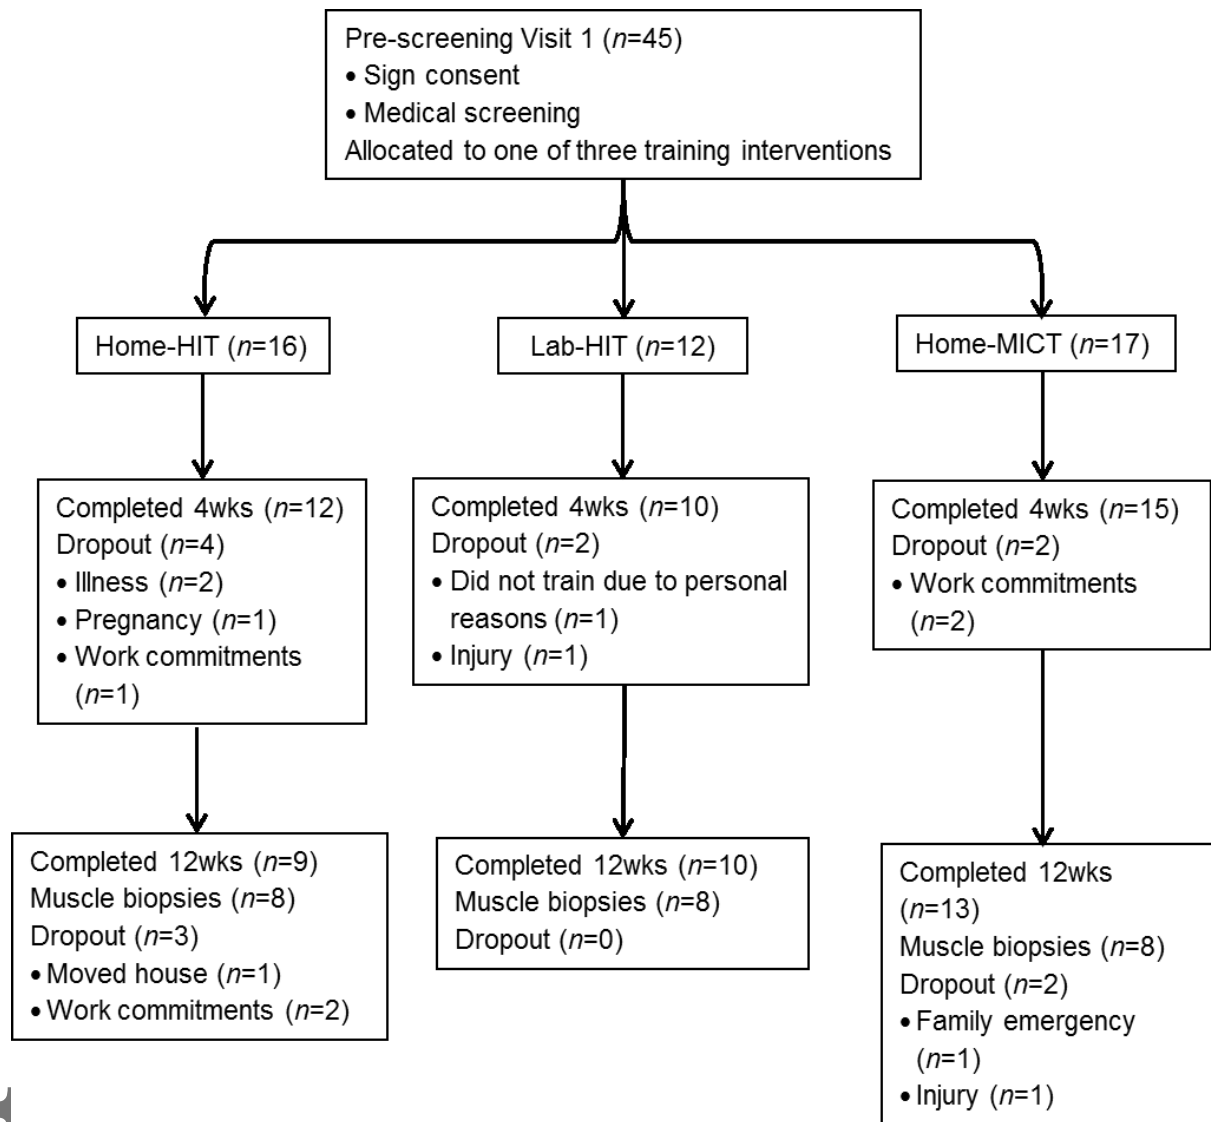 Pre-screening Visit 1 (n=45)
• Sign consent
• Medical screening
Allocated to one of three training interventions
Home-HIT (n=16)
Lab-HIT (n=12)
Home-MICT (n=17)
Completed 4wks (n=12)
Dropout (n=4)
• Illness (n=2)
• Pregnancy (n=1)
• Work commitments
(n=1)
Completed 4wks (n=10)
Dropout (n=2)
• Did not train due to personal
reasons (n=1)
• Injury (n=1)
Completed 4wks (n=15)
Dropout (n=2)
• Work commitments
(n=2)
Completed 12wks (n=9)
Muscle biopsies (n=8)
Dropout (n=3)
• Moved house (n=1)
• Work commitments (n=2)
Completed 12wks (n=10)
Muscle biopsies (n=8)
Dropout (n=0)
Completed 12wks
(n=13)
Muscle biopsies (n=8)
Dropout (n=2)
• Family emergency
(n=1)
• Injury (n=1)